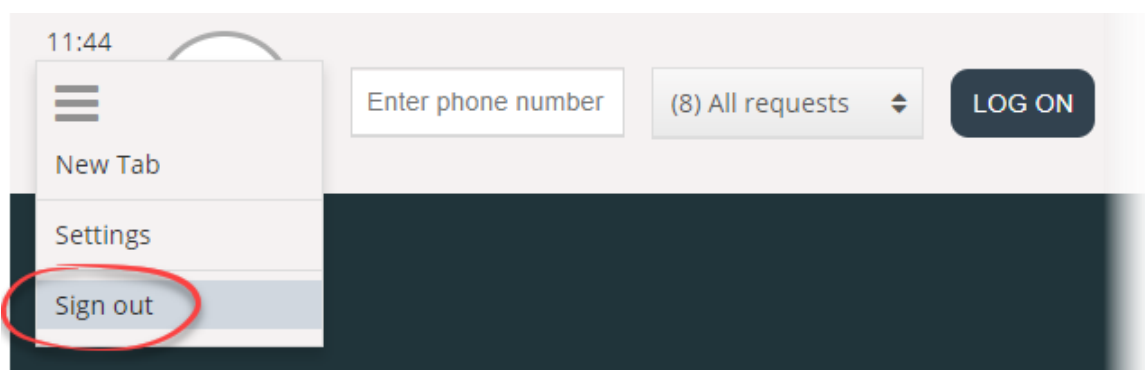 11:44
Enter phone number
(8) All requests
LOG ON
New Tab
Settings
Sign out